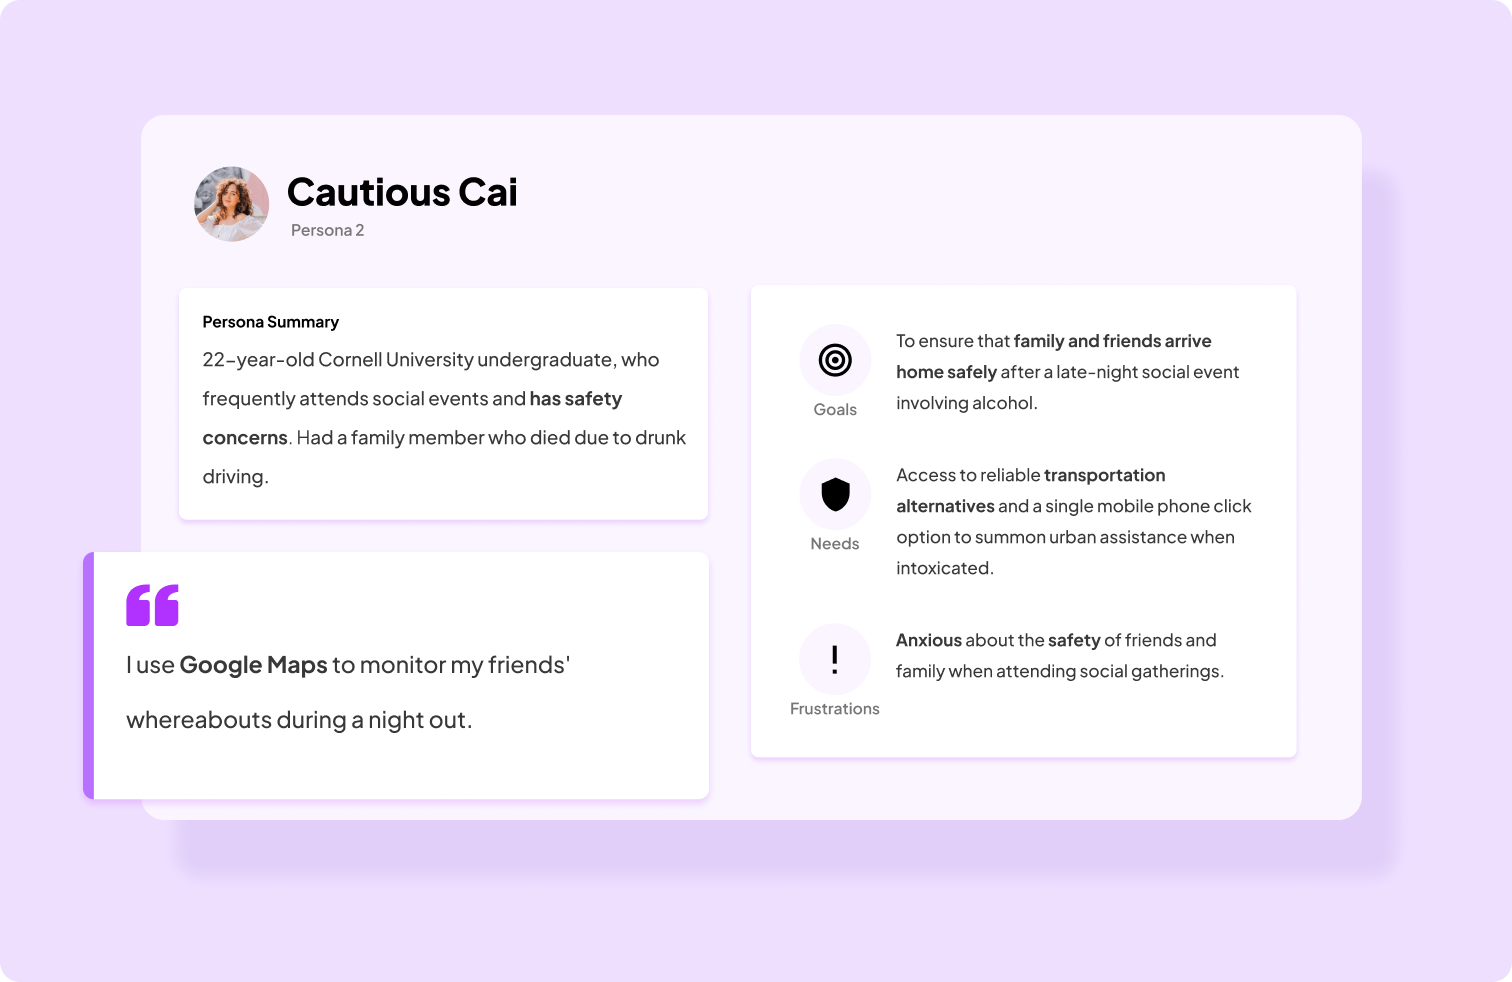 Cautious Cai
Persona 2
Persona Summary
22–year-old Cornell University undergraduate, who
frequently attends social events and has safety
concerns. Had a family member who died due to drunk
driving.
I use Google Maps to monitor my friends'
whereabouts during a night out.
Goals
To ensure that family and friends arrive
home safely after a late-night social event
involving alcohol.
Needs
Access to reliable transportation
alternatives and a single mobile phone click
option to summon urban assistance when
intoxicated.
Frustrations
Anxious about the safety of friends and
family when attending social gatherings.